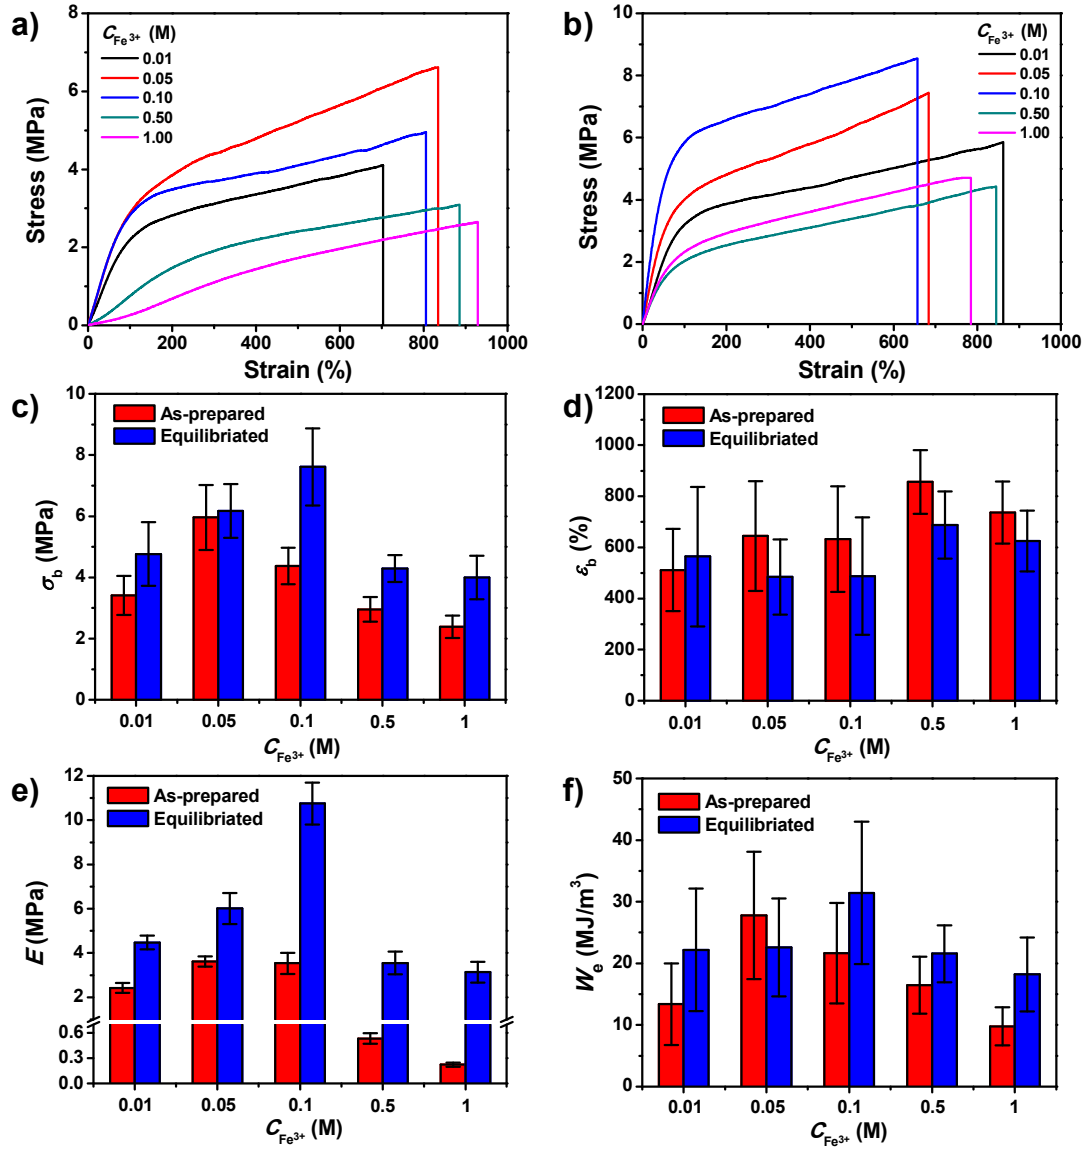 a)
C_Fe³⁺ (M)
0.01
0.05
0.10
0.50
1.00
8
6
4
2
0
Stress (MPa)
0 200 400 600 800 1000
Strain (%)
b)
C_Fe³⁺ (M)
0.01
0.05
0.10
0.50
1.00
10
8
6
4
2
0
Stress (MPa)
0 200 400 600 800 1000
Strain (%)
c)
As-prepared
Equilibriated
10
8
6
4
2
0
σ_b (MPa)
0.01 0.05 0.1 0.5 1
C_Fe³⁺ (M)
d)
As-prepared
Equilibriated
1200
1000
800
600
400
200
0
ε_b (%)
0.01 0.05 0.1 0.5 1
C_Fe³⁺ (M)
e)
As-prepared
Equilibriated
12
10
8
6
4
2
0.6
0.3
0.0
E (MPa)
0.01 0.05 0.1 0.5 1
C_Fe³⁺ (M)
f)
As-prepared
Equilibriated
50
40
30
20
10
0
W_e (MJ/m³)
0.01 0.05 0.1 0.5 1
C_Fe³⁺ (M)